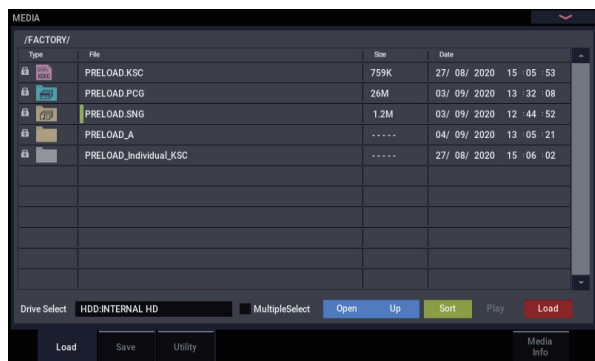 MEDIA
/FACTORY/
Type File Size Date
PRELOAD.KSC 759K 27/ 08/ 2020 15 :05 :53
PRELOAD.PCG 26M 03/ 09/ 2020 13 :32 :08
PRELOAD.SNG 1.2M 03/ 09/ 2020 12 :44 :52
PRELOAD_A ----- 04/ 09/ 2020 13 :05 :21
PRELOAD_Individual_KSC ----- 27/ 08/ 2020 15 :06 :02
Drive Select HDD:INTERNAL HD MultipleSelect Open Up Sort Play Load
Load Save Utility Media
Info